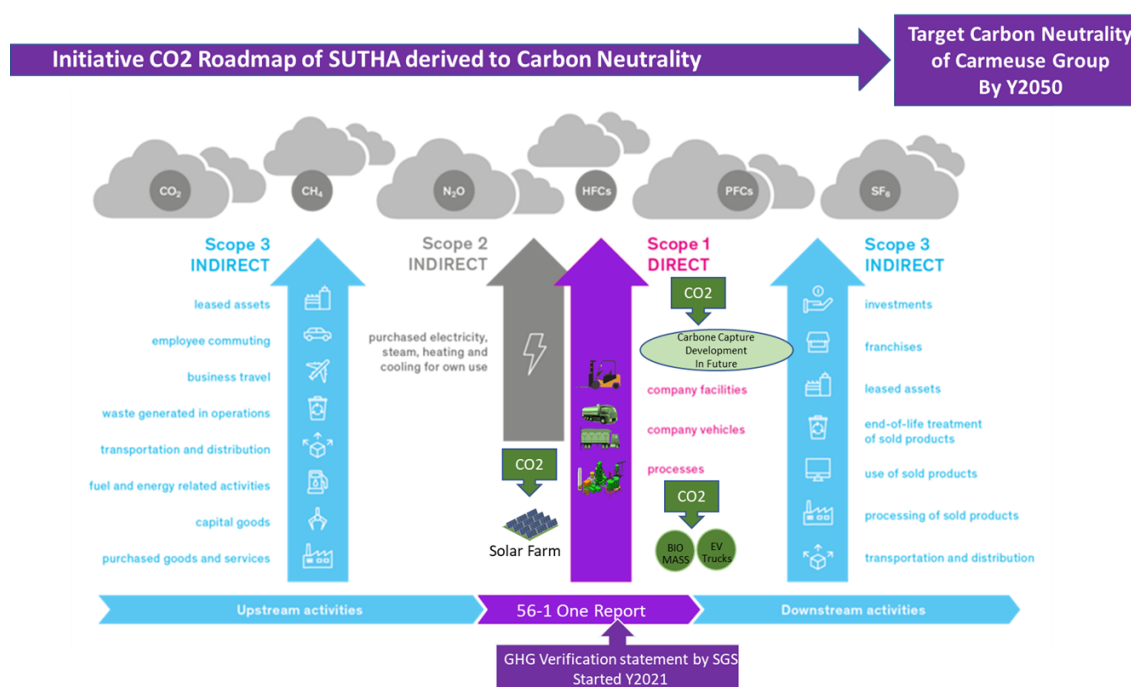 Initiative CO2 Roadmap of SUTHA derived to Carbon Neutrality
Target Carbon Neutrality
of Carmeuse Group
By Y2050
CO₂
CH₄
N₂O
HFCs
PFCs
SF₆
Scope 3
INDIRECT
leased assets
employee commuting
business travel
waste generated in operations
transportation and distribution
fuel and energy related activities
capital goods
purchased goods and services
Scope 2
INDIRECT
purchased electricity,
steam, heating and
cooling for own use
CO2
Solar Farm
Scope 1
DIRECT
CO2
Carbone Capture
Development
In Future
company facilities
company vehicles
processes
CO2
BIO
MASS
EV
Trucks
Scope 3
INDIRECT
investments
franchises
leased assets
end-of-life treatment
of sold products
use of sold products
processing of sold products
transportation and distribution
Upstream activities
56-1 One Report
Downstream activities
GHG Verification statement by SGS
Started Y2021